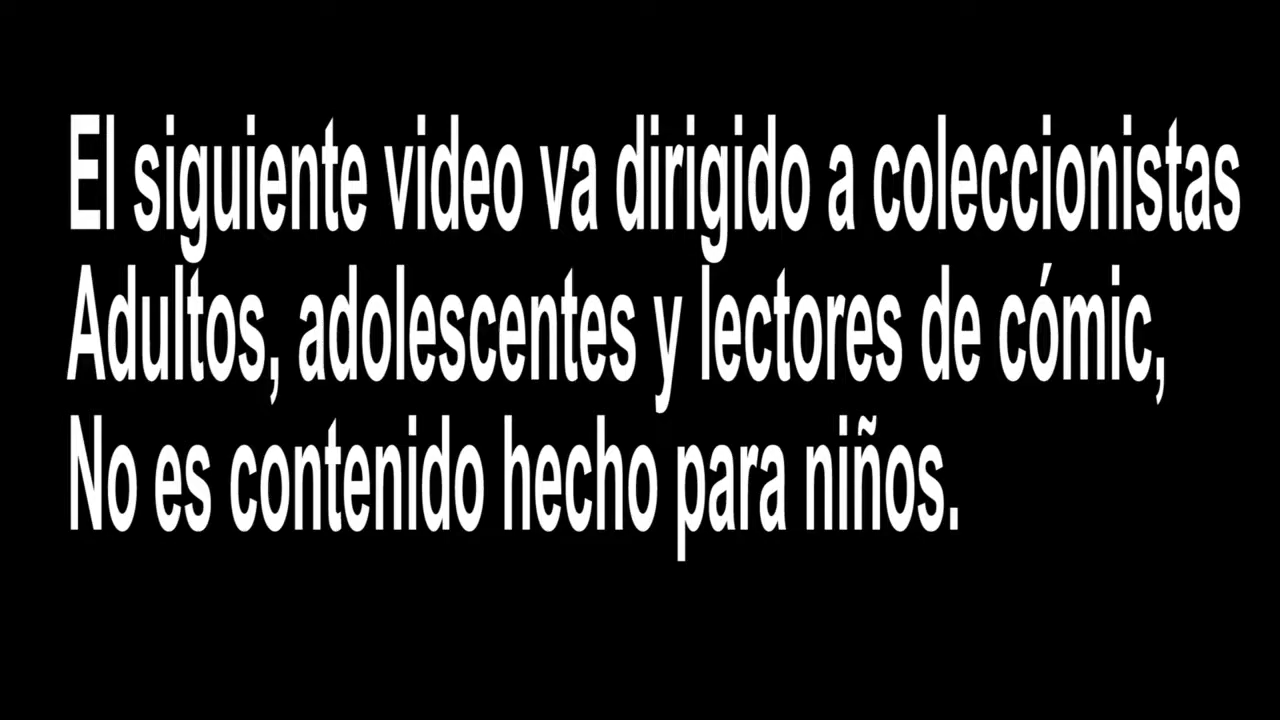 El siguiente video va dirigido a coleccionistas
Adultos, adolescentes y lectores de cómic,
No es contenido hecho para niños.